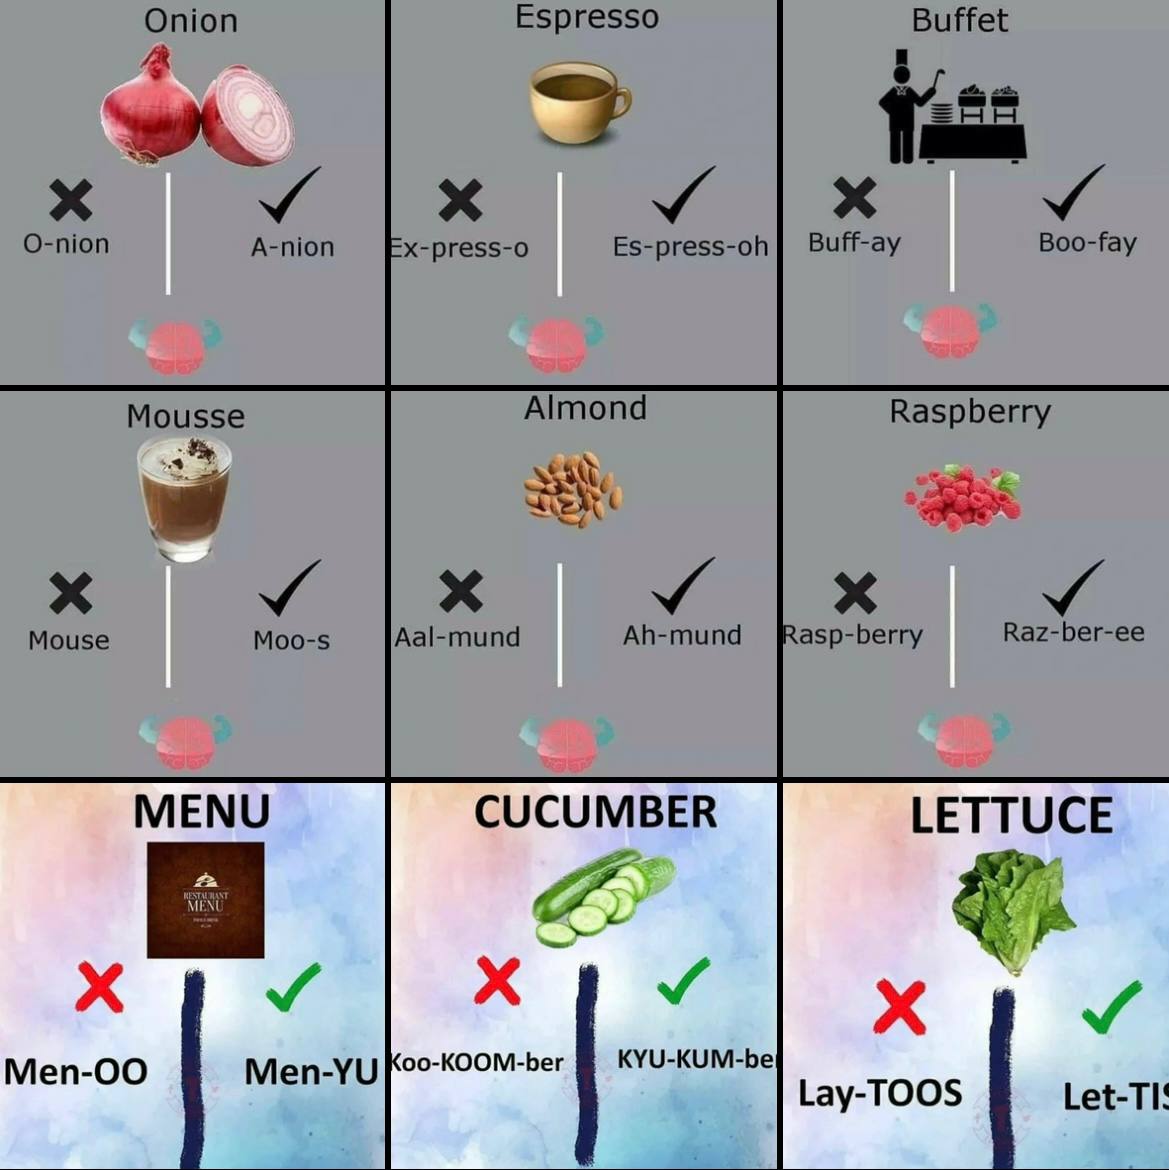 Onion
O-nion
A-nion
Espresso
Ex-press-o
Es-press-oh
Buffet
Buff-ay
Boo-fay
Mousse
Mouse
Moo-s
Almond
Aal-mund
Ah-mund
Raspberry
Rasp-berry
Raz-ber-ee
MENU
RESTAURANT
MENU
Men-OO
Men-YU
CUCUMBER
Koo-KOOM-ber
KYU-KUM-ber
LETTUCE
Lay-TOOS
Let-TIS